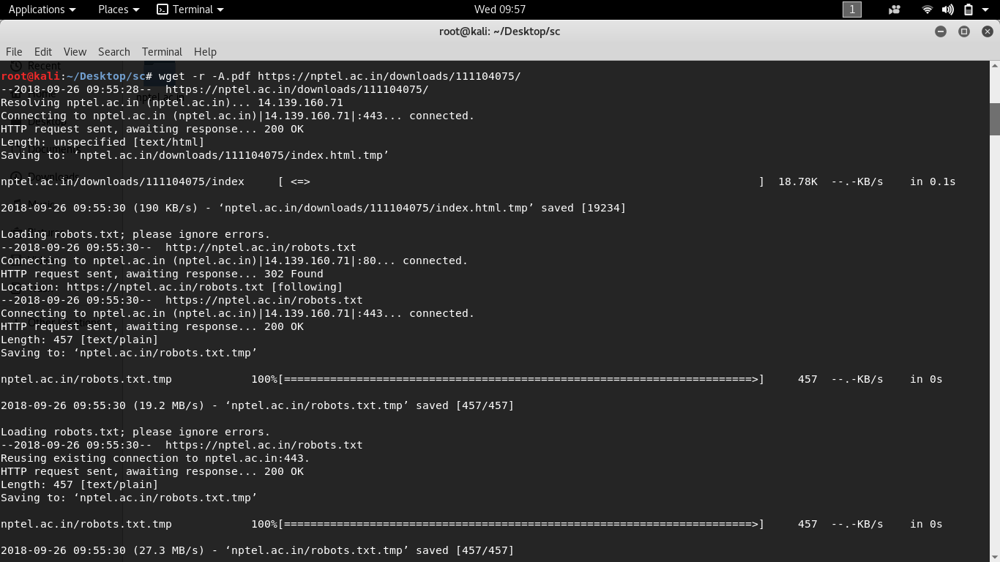 Applications Places Terminal Wed 09:57 1
root@kali: ~/Desktop/sc
File Edit View Search Terminal Help
Recent
root@kali:~/Desktop/sc# wget -r -A.pdf https://nptel.ac.in/downloads/111104075/
--2018-09-26 09:55:28-- https://nptel.ac.in/downloads/111104075/
Resolving nptel.ac.in (nptel.ac.in)... 14.139.160.71
Connecting to nptel.ac.in (nptel.ac.in)|14.139.160.71|:443... connected.
HTTP request sent, awaiting response... 200 OK
Length: unspecified [text/html]
Saving to: ‘nptel.ac.in/downloads/111104075/index.html.tmp’
Downloads
nptel.ac.in/downloads/111104075/index [ <=> ] 18.78K --.-KB/s in 0.1s
2018-09-26 09:55:30 (190 KB/s) - ‘nptel.ac.in/downloads/111104075/index.html.tmp’ saved [19234]
Loading robots.txt; please ignore errors.
--2018-09-26 09:55:30-- http://nptel.ac.in/robots.txt
Connecting to nptel.ac.in (nptel.ac.in)|14.139.160.71|:80... connected.
HTTP request sent, awaiting response... 302 Found
Location: https://nptel.ac.in/robots.txt [following]
--2018-09-26 09:55:30-- https://nptel.ac.in/robots.txt
Connecting to nptel.ac.in (nptel.ac.in)|14.139.160.71|:443... connected.
Other Locations
HTTP request sent, awaiting response... 200 OK
Length: 457 [text/plain]
Saving to: ‘nptel.ac.in/robots.txt.tmp’
nptel.ac.in/robots.txt.tmp 100%[=======================================================================>] 457 --.-KB/s in 0s
2018-09-26 09:55:30 (19.2 MB/s) - ‘nptel.ac.in/robots.txt.tmp’ saved [457/457]
Loading robots.txt; please ignore errors.
--2018-09-26 09:55:30-- https://nptel.ac.in/robots.txt
Reusing existing connection to nptel.ac.in:443.
HTTP request sent, awaiting response... 200 OK
Length: 457 [text/plain]
Saving to: ‘nptel.ac.in/robots.txt.tmp’
nptel.ac.in/robots.txt.tmp 100%[=======================================================================>] 457 --.-KB/s in 0s
2018-09-26 09:55:30 (27.3 MB/s) - ‘nptel.ac.in/robots.txt.tmp’ saved [457/457]